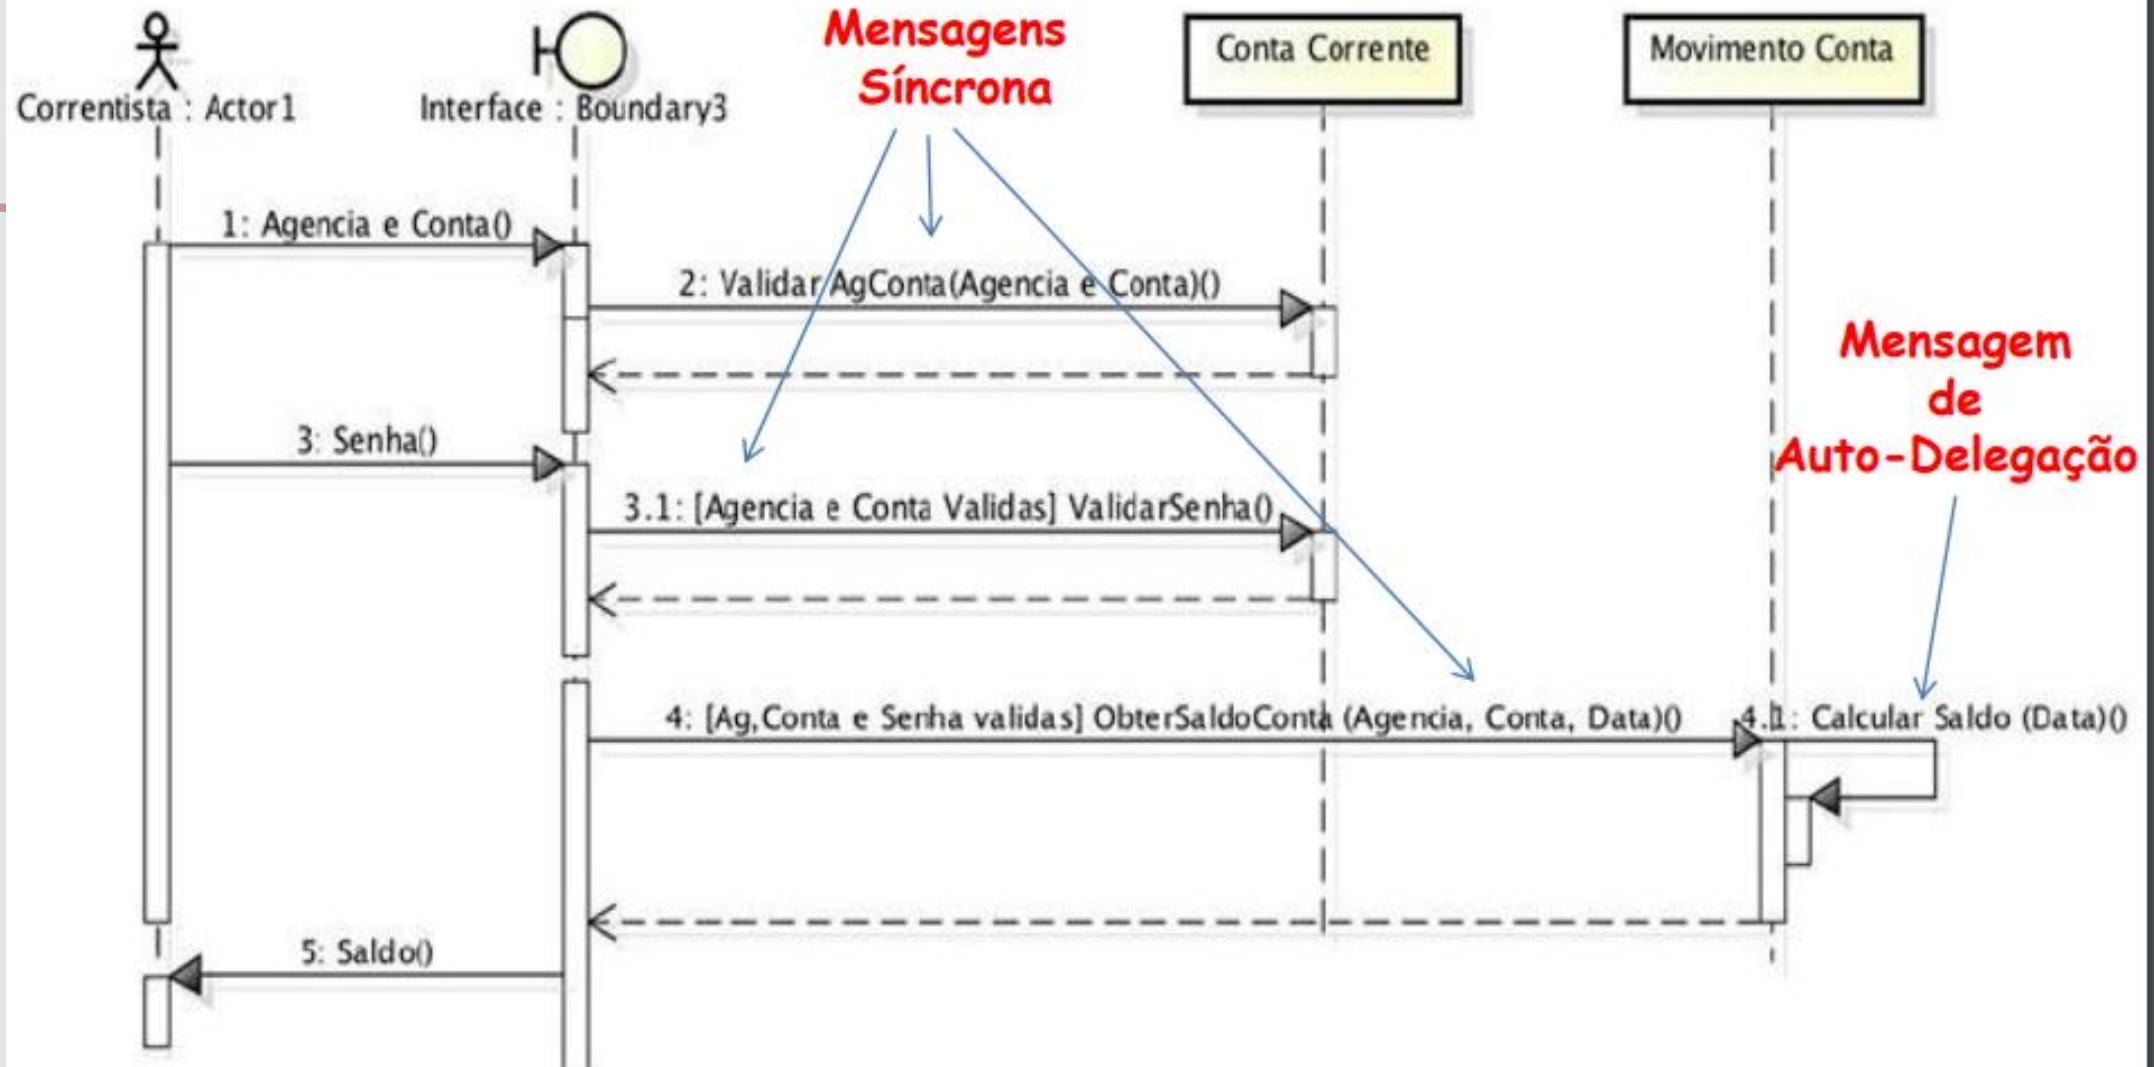 Mensagens
Síncrona
Conta Corrente
Movimento Conta
Correntista : Actor1
Interface : Boundary3
1: Agencia e Conta()
2: Validar AgConta(Agencia e Conta)()
Mensagem
de
Auto-Delegação
3: Senha()
3.1: [Agencia e Conta Validas] ValidarSenha()
4: [Ag,Conta e Senha validas] ObterSaldoConta (Agencia, Conta, Data)()
4.1: Calcular Saldo (Data)()
5: Saldo()